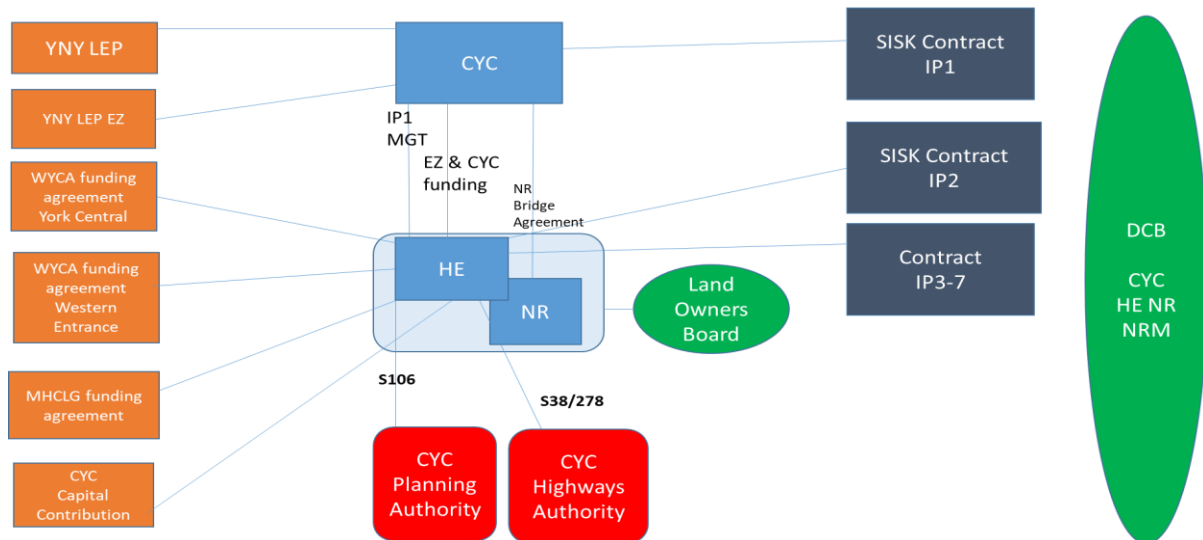 YNY LEP
YNY LEP EZ
WYCA funding
agreement
York Central
WYCA funding
agreement
Western
Entrance
MHCLG funding
agreement
CYC
Capital
Contribution
CYC
IP1
MGT
EZ & CYC
funding
NR
Bridge
Agreement
HE
NR
Land
Owners
Board
S106
S38/278
CYC
Planning
Authority
CYC
Highways
Authority
SISK Contract
IP1
SISK Contract
IP2
Contract
IP3-7
DCB
CYC
HE NR
NRM